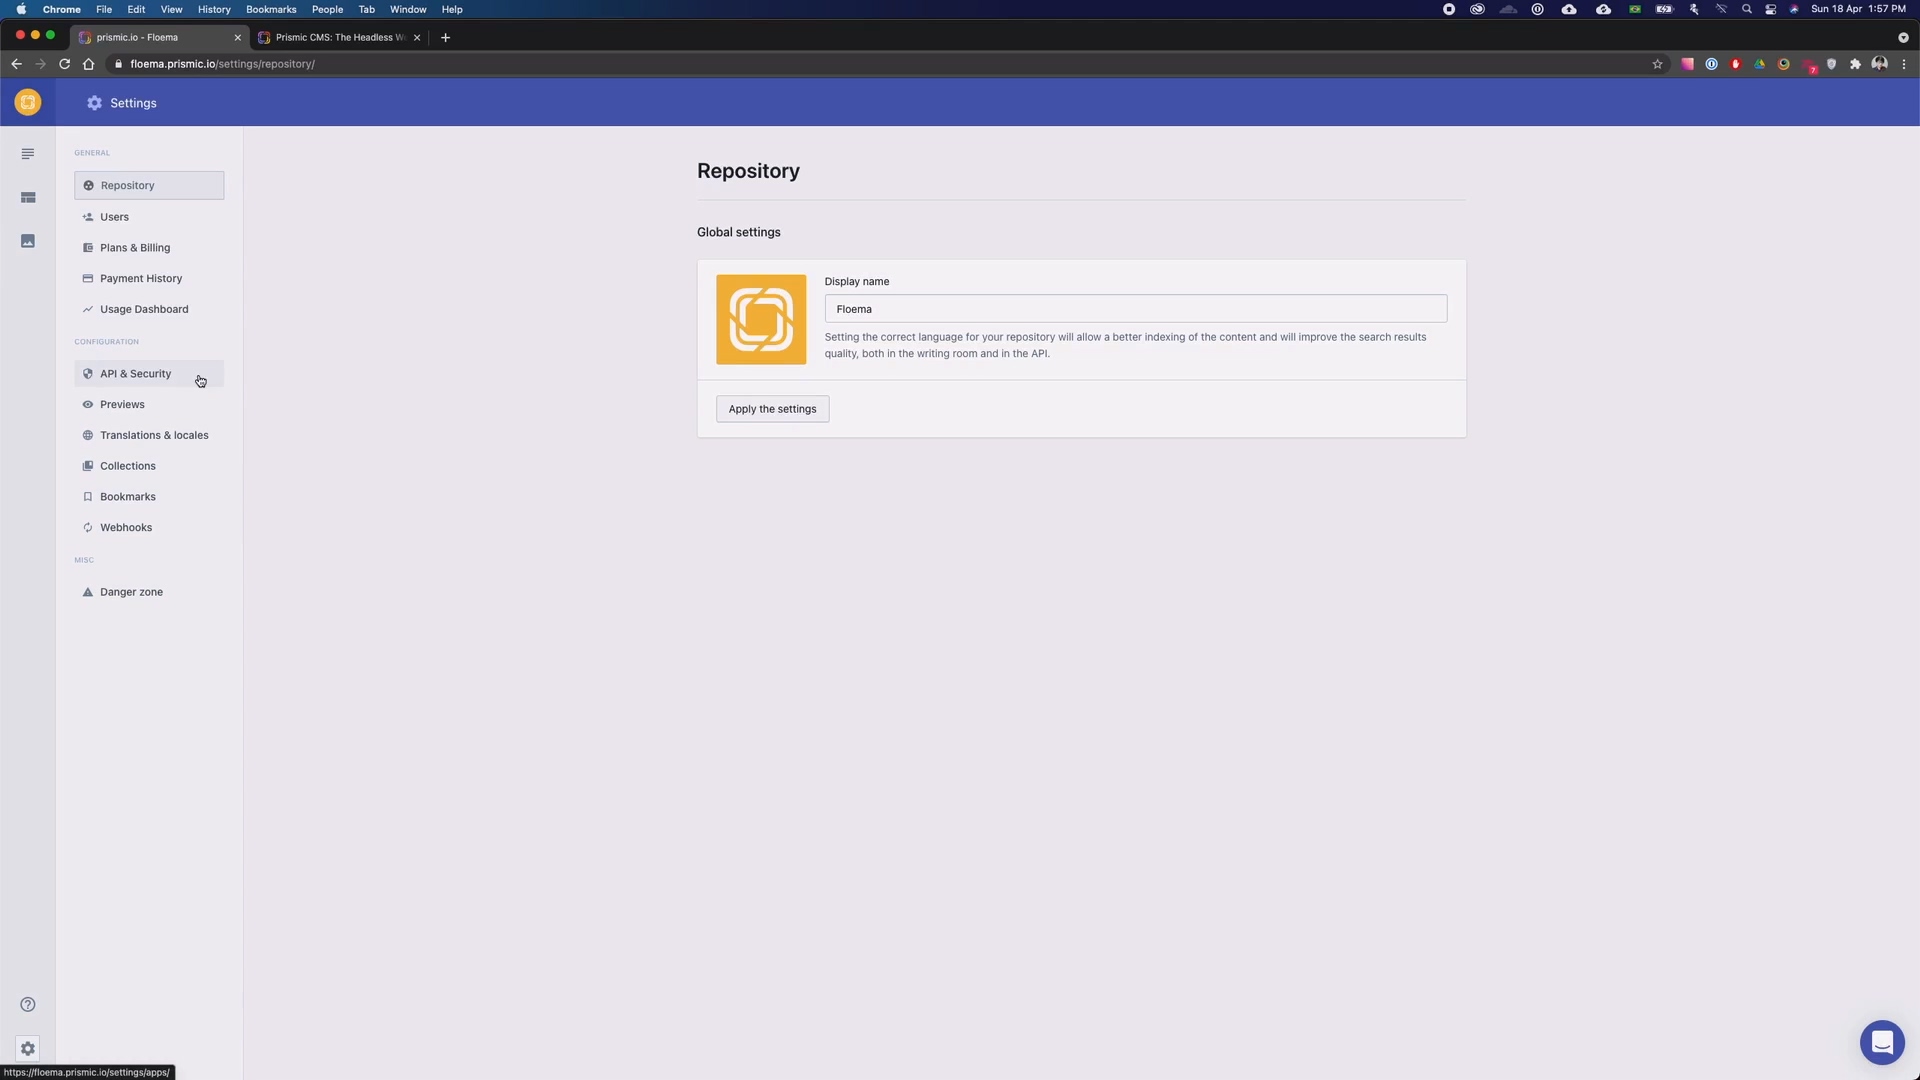 Chrome File Edit View History Bookmarks People Tab Window Help Sun 18 Apr 1:57 PM
prismic.io - Floema
Prismic CMS: The Headless W
floema.prismic.io/settings/repository/
7
Settings
GENERAL
Repository
Users
Plans & Billing
Payment History
Usage Dashboard
CONFIGURATION
API & Security
Previews
Translations & locales
Collections
Bookmarks
Webhooks
MISC
Danger zone
Repository
Global settings
Display name
Floema
Setting the correct language for your repository will allow a better indexing of the content and will improve the search results
quality, both in the writing room and in the API.
Apply the settings
https://floema.prismic.io/settings/apps/